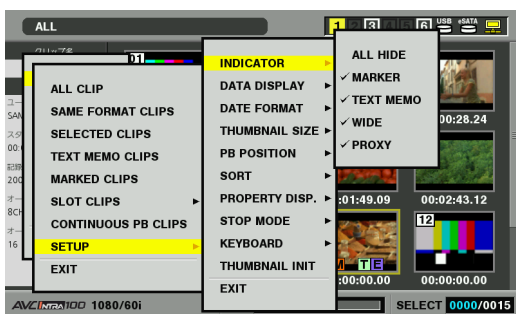 ALL
1 3 6 USB eSATA
クリップ名
01
ALL CLIP
SAME FORMAT CLIPS
SELECTED CLIPS
TEXT MEMO CLIPS
MARKED CLIPS
SLOT CLIPS
CONTINUOUS PB CLIPS
SETUP
EXIT
INDICATOR
DATA DISPLAY
DATE FORMAT
THUMBNAIL SIZE
PB POSITION
SORT
PROPERTY DISP.
STOP MODE
KEYBOARD
THUMBNAIL INIT
EXIT
ALL HIDE
✓ MARKER
✓ TEXT MEMO
✓ WIDE
✓ PROXY
00:28.24
:01:49.09 00:02:43.12
12
T E
:00:00.00 00:00:00.00
AVC INTRA 100 1080/60i
SELECT 0000/0015